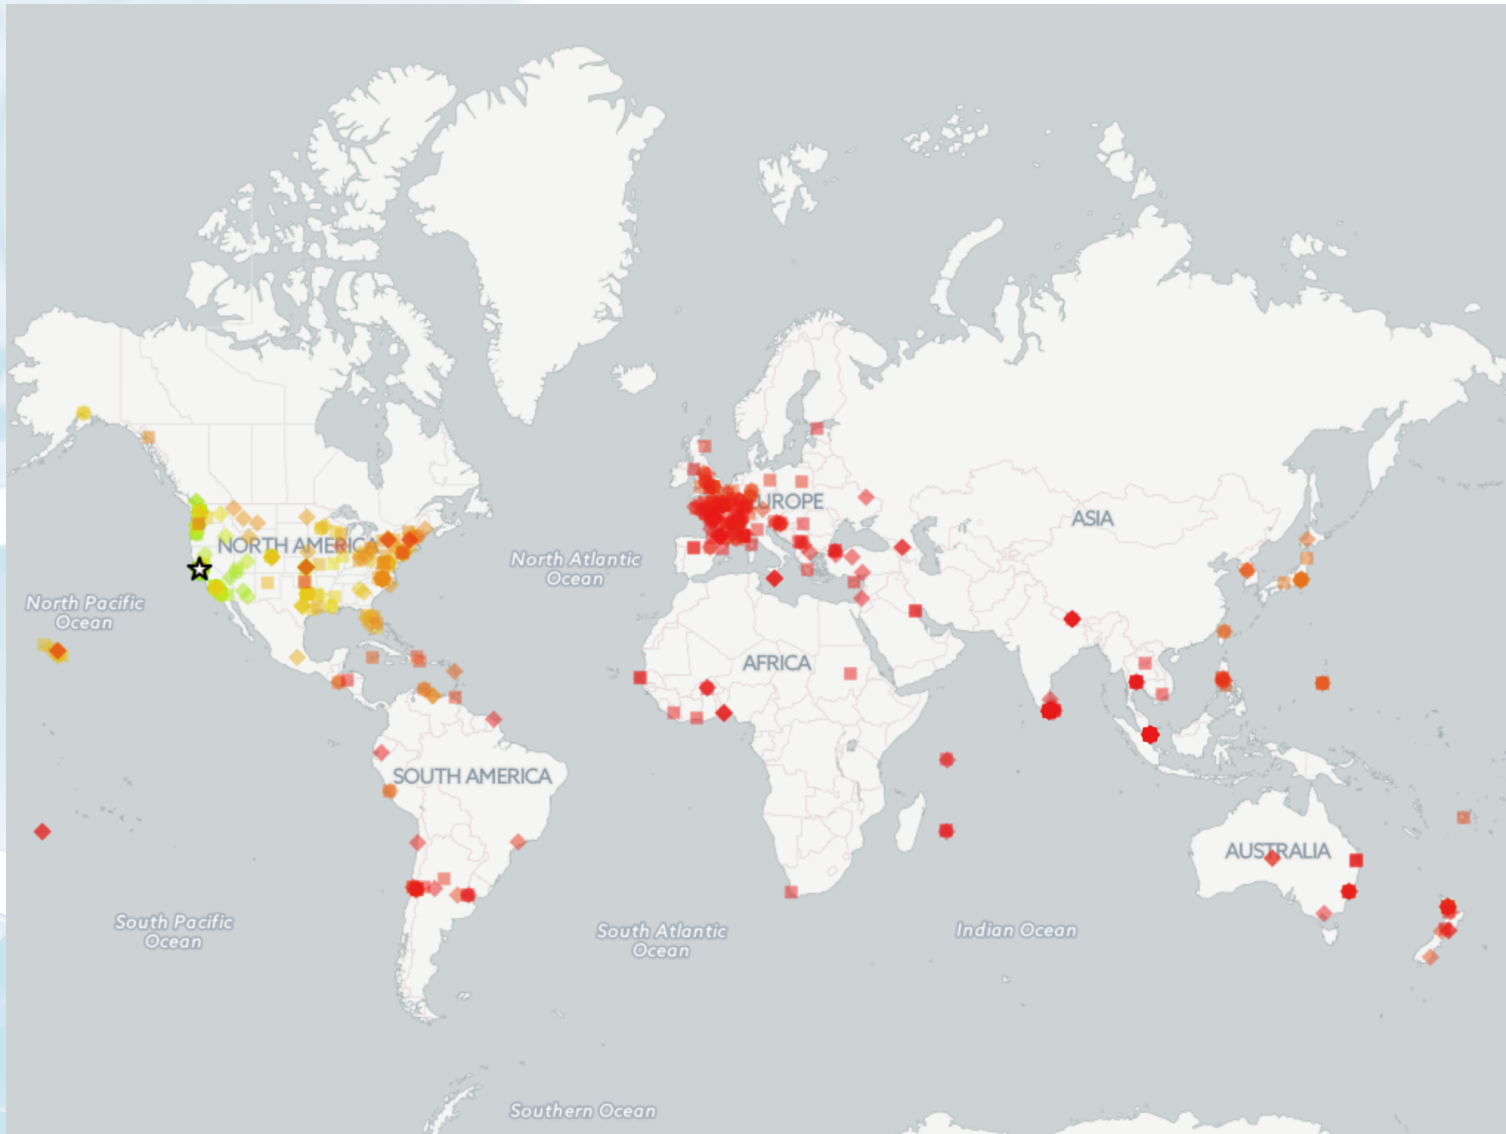 NORTH AMERICA
EUROPE
ASIA
North Atlantic
Ocean
North Pacific
Ocean
AFRICA
SOUTH AMERICA
AUSTRALIA
South Pacific
Ocean
South Atlantic
Ocean
Indian Ocean
Southern Ocean